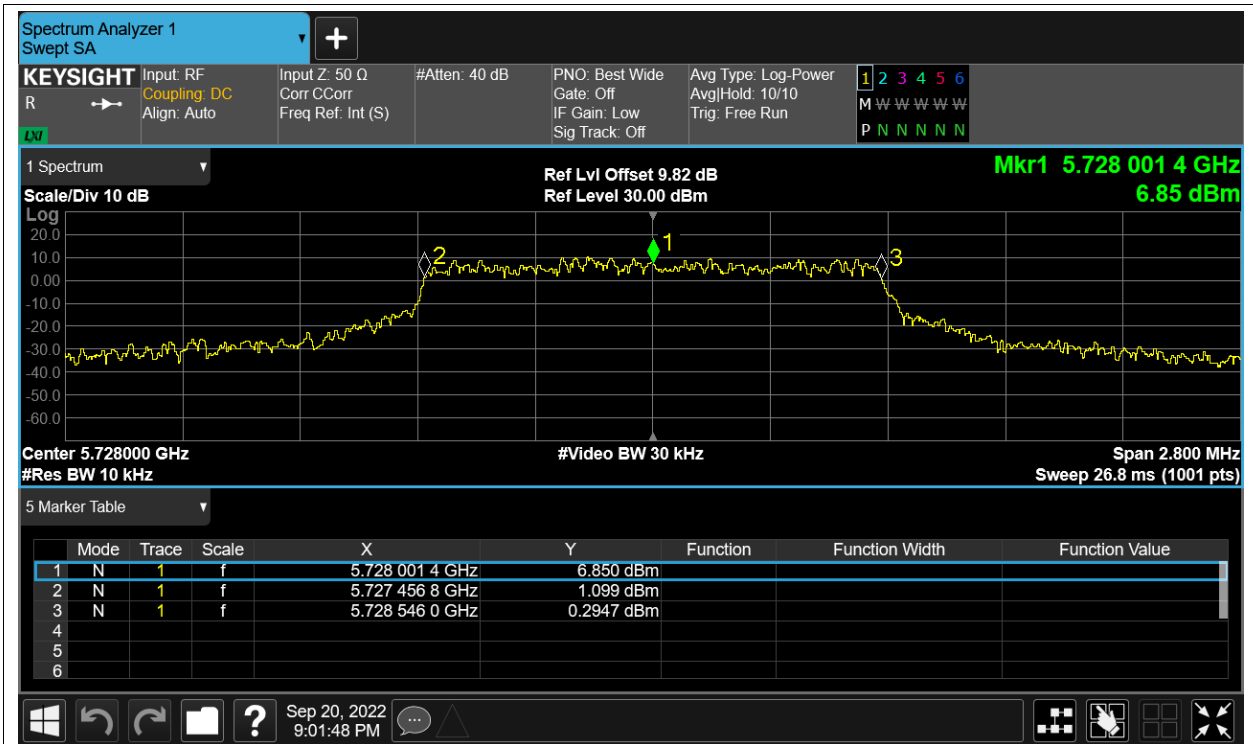 Spectrum Analyzer 1
Swept SA
KEYSIGHT
R
LXI
Input: RF
Coupling: DC
Align: Auto
Input Z: 50 Ω
Corr CCorr
Freq Ref: Int (S)
#Atten: 40 dB
PNO: Best Wide
Gate: Off
IF Gain: Low
Sig Track: Off
Avg Type: Log-Power
Avg|Hold: 10/10
Trig: Free Run
1 2 3 4 5 6
M W W W W W
P N N N N N
1 Spectrum
Scale/Div 10 dB
Ref Lvl Offset 9.82 dB
Ref Level 30.00 dBm
Mkr1 5.728 001 4 GHz
6.85 dBm
Log
20.0
10.0
0.00
-10.0
-20.0
-30.0
-40.0
-50.0
-60.0
2
1
3
Center 5.728000 GHz
#Res BW 10 kHz
#Video BW 30 kHz
Span 2.800 MHz
Sweep 26.8 ms (1001 pts)
5 Marker Table
Mode Trace Scale X Y Function Function Width Function Value
1 N 1 f 5.728 001 4 GHz 6.850 dBm
2 N 1 f 5.727 456 8 GHz 1.099 dBm
3 N 1 f 5.728 546 0 GHz 0.2947 dBm
4
5
6
?
Sep 20, 2022
9:01:48 PM